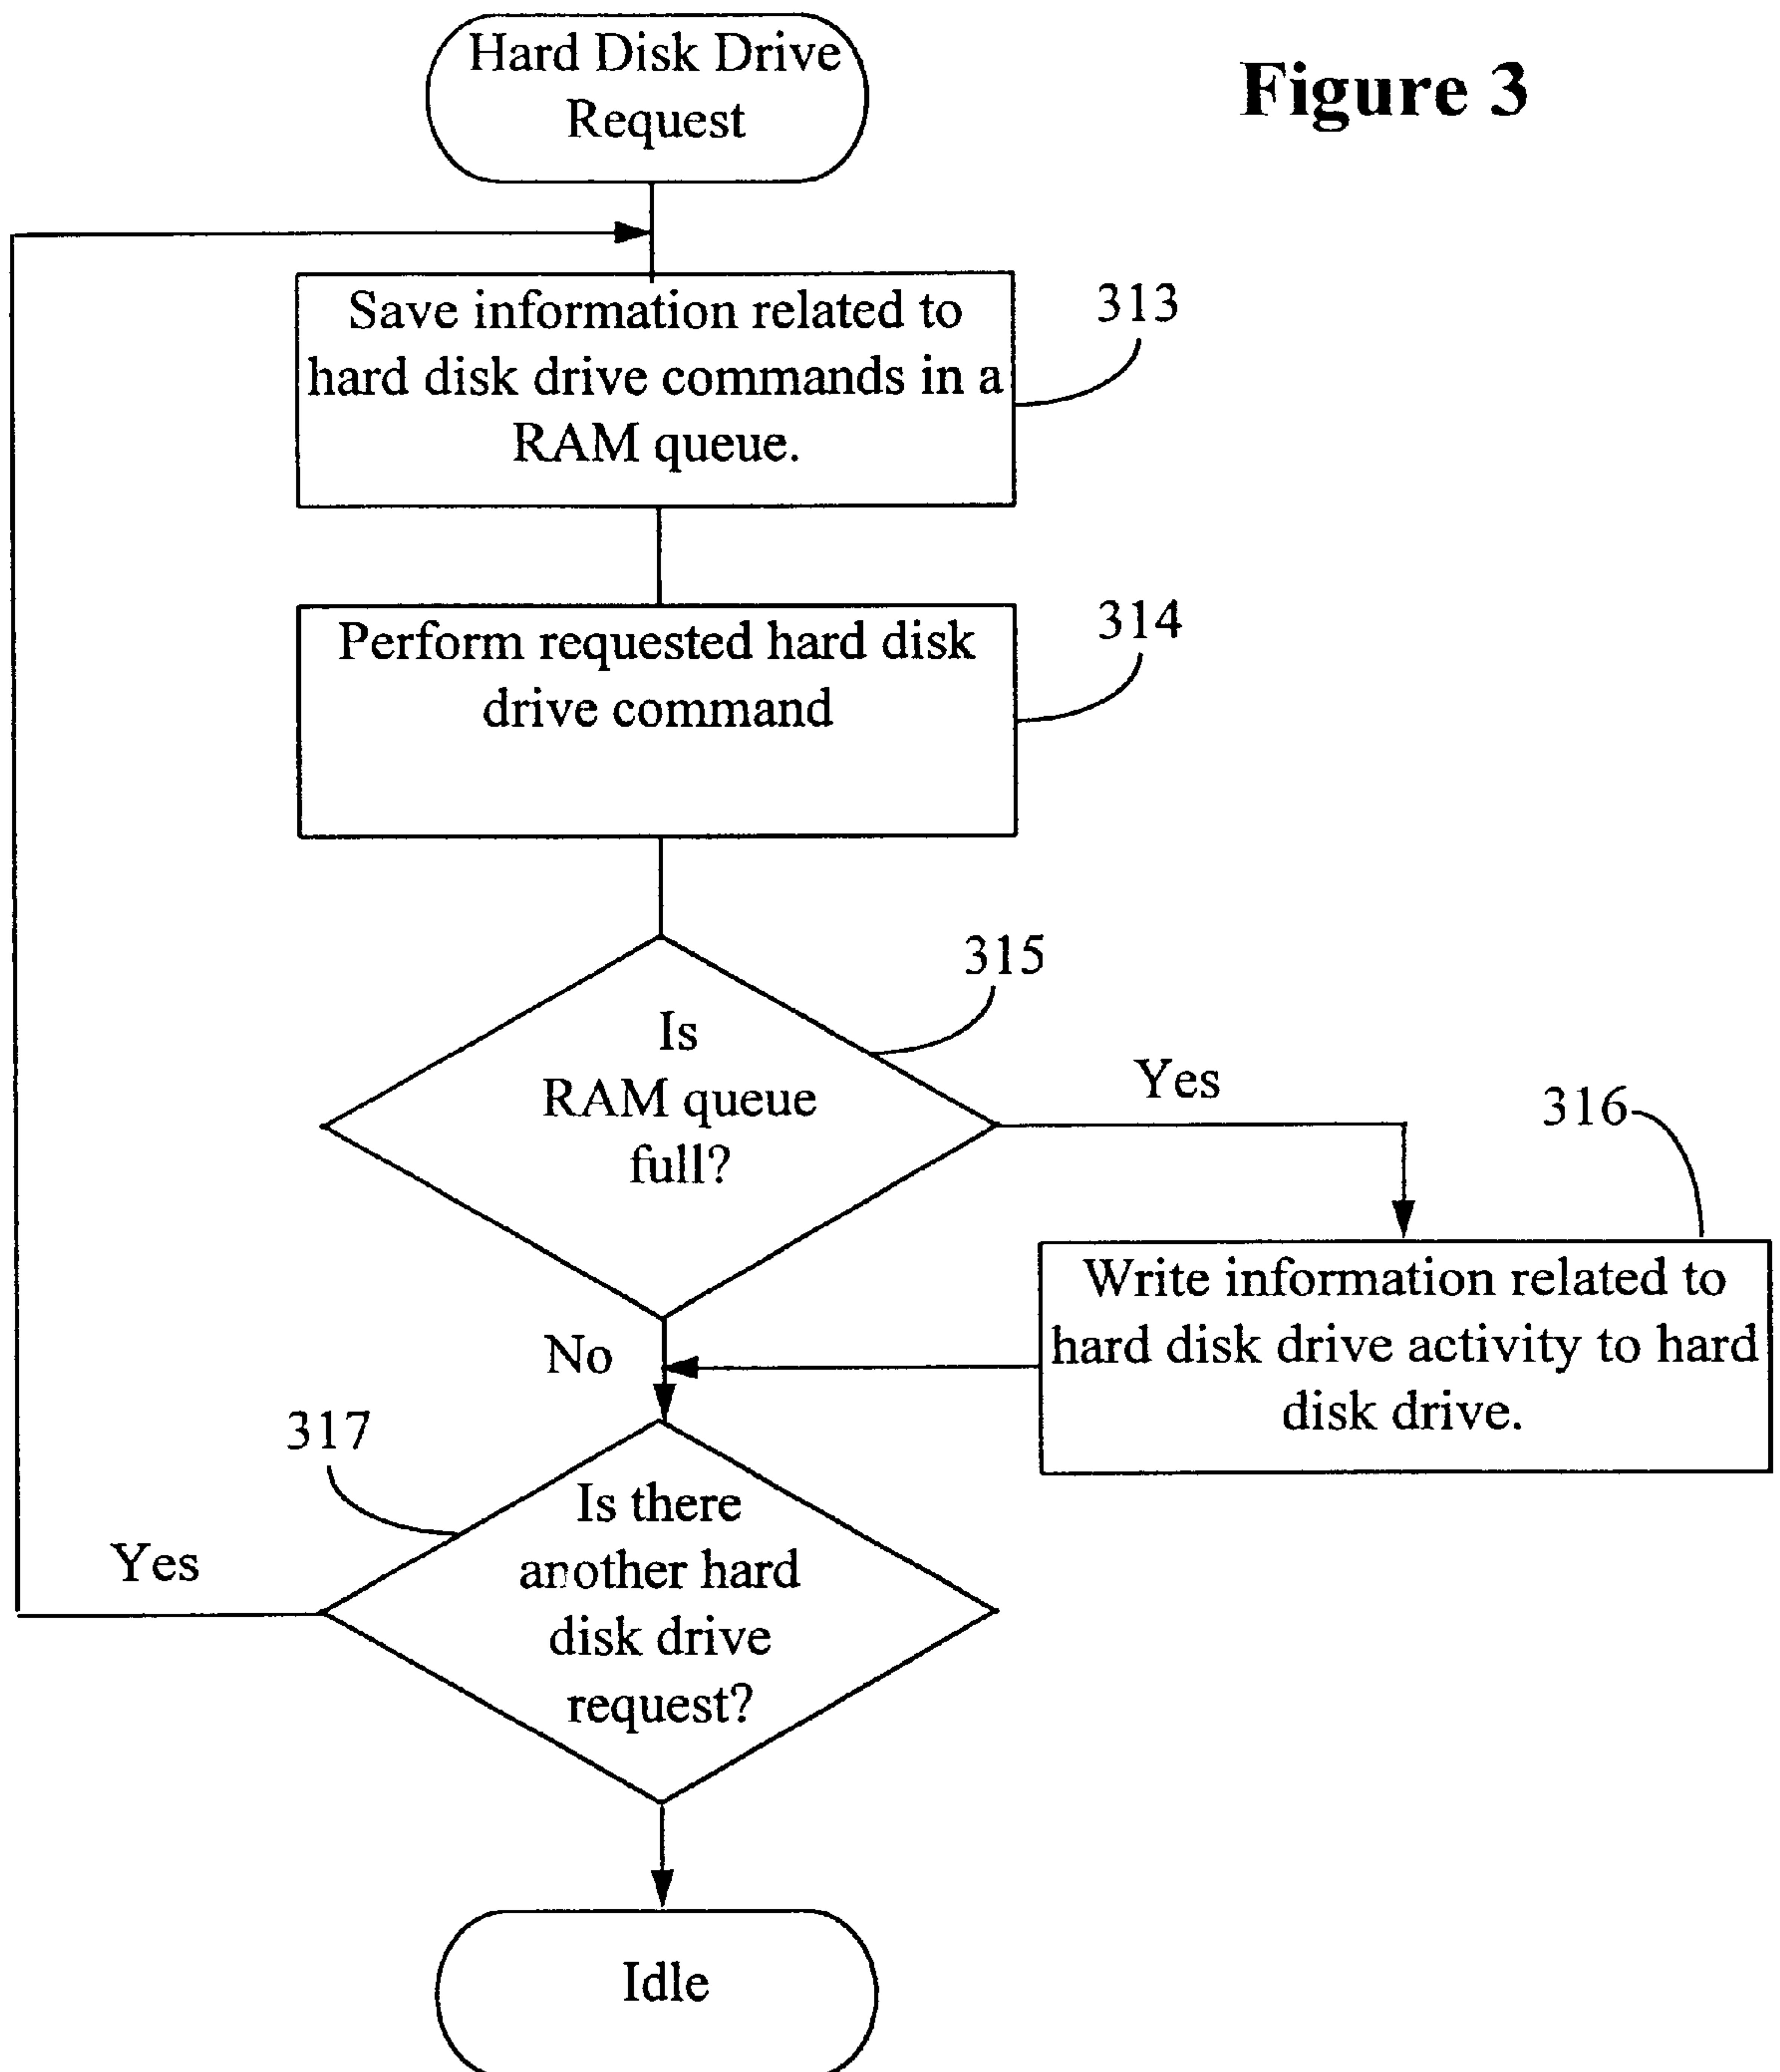 Hard Disk Drive
Request
Figure 3
Save information related to
hard disk drive commands in a
RAM queue.
313
Perform requested hard disk
drive command
314
315
Is
RAM queue
full?
Yes
316
Write information related to
hard disk drive activity to hard
disk drive.
No
317
Is there
another hard
disk drive
request?
Yes
Idle